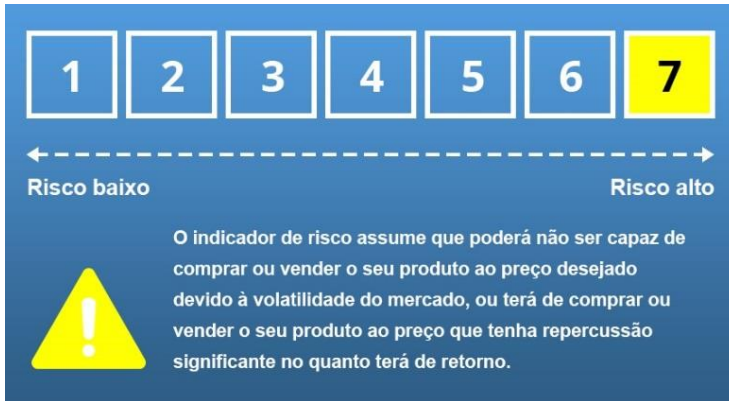 1 2 3 4 5 6 7
Risco baixo Risco alto
O indicador de risco assume que poderá não ser capaz de
comprar ou vender o seu produto ao preço desejado
devido à volatilidade do mercado, ou terá de comprar ou
vender o seu produto ao preço que tenha repercussão
significante no quanto terá de retorno.